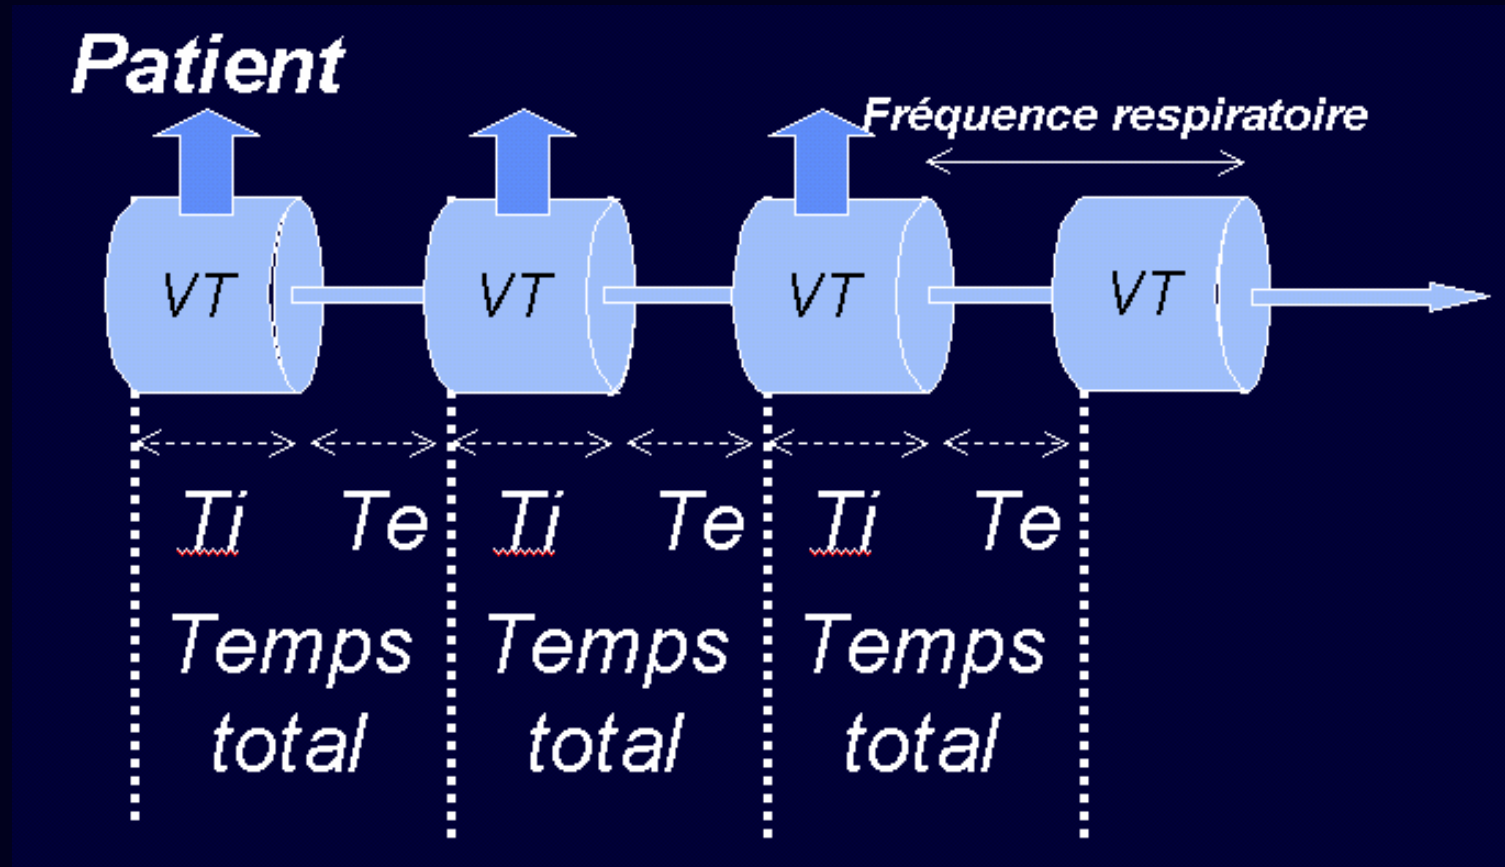 Patient
Fréquence respiratoire
VT VT VT VT
Ti Te Ti Te Ti Te
Temps Temps Temps
total total total